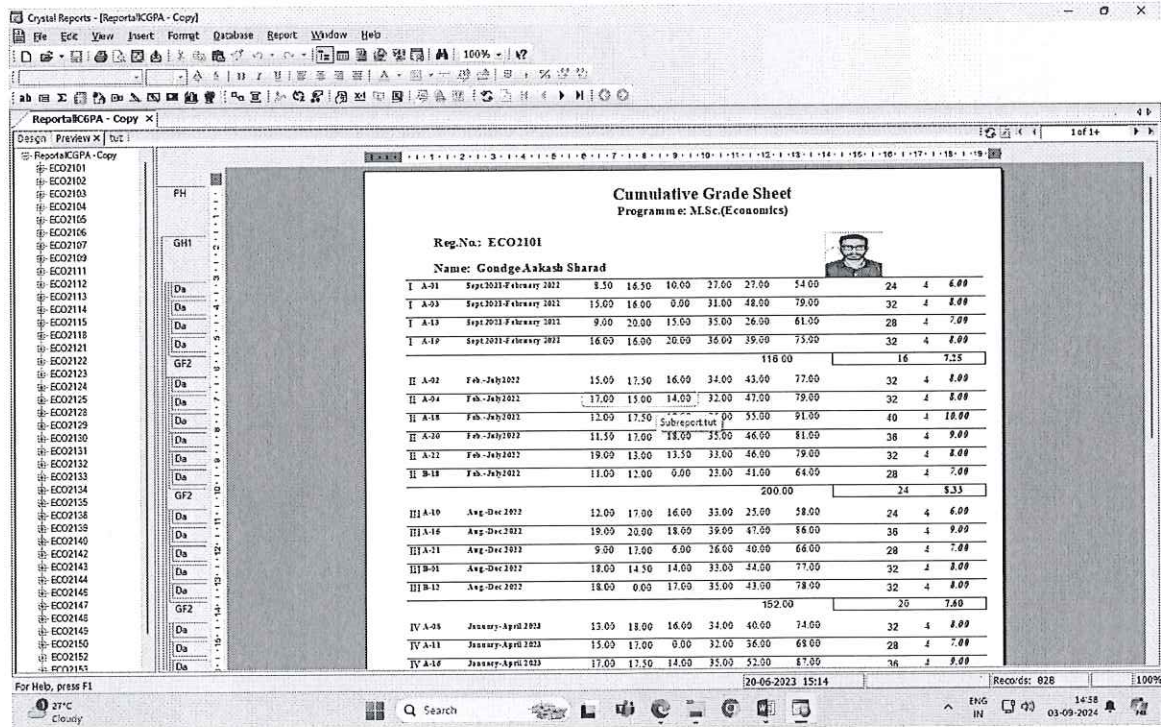 Crystal Reports - [ReportallCGPA - Copy]
File Edit View Insert Format Database Report Window Help
100%
ReportallCGPA - Copy ×
Design Preview × tut
1 of 1+
ReportallCGPA - Copy
ECO2101
ECO2102
ECO2103
ECO2104
ECO2105
ECO2106
ECO2107
ECO2109
ECO2111
ECO2112
ECO2113
ECO2114
ECO2115
ECO2118
ECO2121
ECO2122
ECO2123
ECO2124
ECO2125
ECO2128
ECO2129
ECO2130
ECO2131
ECO2132
ECO2133
ECO2134
ECO2135
ECO2138
ECO2139
ECO2140
ECO2142
ECO2143
ECO2144
ECO2146
ECO2147
ECO2148
ECO2149
ECO2150
ECO2152
ECO2153
PH
GH1
Da
Da
Da
Da
GF2
Da
Da
Da
Da
Da
Da
GF2
Da
Da
Da
Da
Da
GF2
Da
Da
Da
Cumulative Grade Sheet
Programme: M.Sc.(Economics)
Reg.No.: ECO2101
Name: Gondge Aakash Sharad
I A-01 Sept 2021-February 2022 8.50 16.50 10.00 27.00 27.00 54.00 24 4 6.00
I A-03 Sept 2021-February 2022 15.00 16.00 0.00 31.00 48.00 79.00 32 4 8.00
I A-13 Sept 2021-February 2022 9.00 20.00 15.00 35.00 26.00 61.00 28 4 7.00
I A-19 Sept 2021-February 2022 16.00 16.00 20.00 36.00 39.00 75.00 32 4 8.00
116.00 16 7.25
II A-02 Feb.-July2022 15.00 17.50 16.00 34.00 43.00 77.00 32 4 8.00
II A-04 Feb.-July2022 17.00 15.00 14.00 32.00 47.00 79.00 32 4 8.00
II A-18 Feb.-July2022 12.00 17.50 55.00 91.00 40 4 10.00
Subreport.tut
II A-20 Feb.-July2022 11.50 17.00 18.00 35.00 46.00 81.00 36 4 9.00
II A-22 Feb.-July2022 19.00 13.00 13.50 33.00 46.00 79.00 32 4 8.00
II B-18 Feb.-July2022 11.00 12.00 0.00 23.00 41.00 64.00 28 4 7.00
200.00 24 8.33
III A-10 Aug-Dec 2022 12.00 17.00 16.00 33.00 25.00 58.00 24 4 6.00
III A-16 Aug-Dec 2022 19.00 20.00 18.00 39.00 47.00 86.00 36 4 9.00
III A-21 Aug-Dec 2022 9.00 17.00 6.00 26.00 40.00 66.00 28 4 7.00
III B-01 Aug-Dec 2022 18.00 14.50 14.00 33.00 44.00 77.00 32 4 8.00
III B-12 Aug-Dec 2022 18.00 0.00 17.00 35.00 43.00 78.00 32 4 8.00
152.00 20 7.60
IV A-08 January-April 2023 13.00 18.00 16.00 34.00 40.00 74.00 32 4 8.00
IV A-11 January-April 2023 15.00 17.00 0.00 32.00 36.00 68.00 28 4 7.00
IV A-16 January-April 2023 17.00 17.50 14.00 35.00 52.00 87.00 36 4 9.00
For Help, press F1
20-06-2023 15:14
Records: 828
100%
27°C
Cloudy
Search
ENG
IN
14:58
03-09-2024